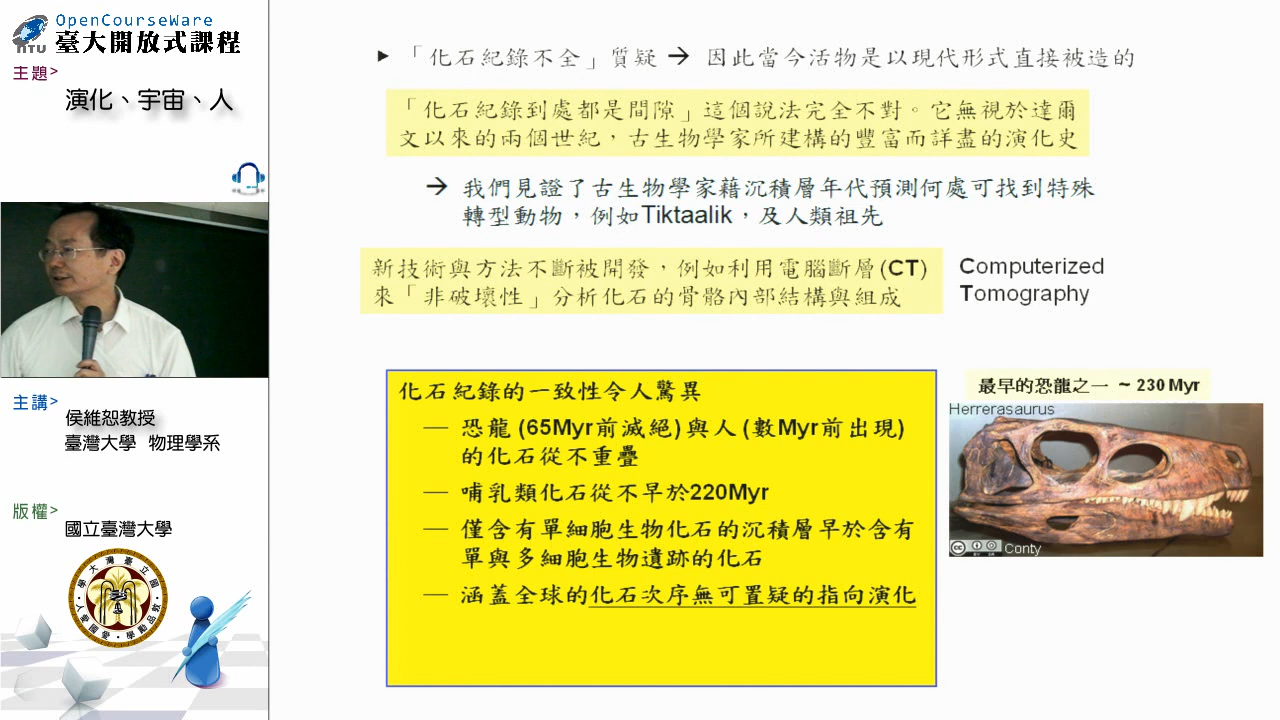 OpenCourseWare
NTU
臺大開放式課程
主題>
演化、宇宙、人
主講>
侯維恕教授
臺灣大學 物理學系
版權>
國立臺灣大學
▸ 「化石紀錄不全」質疑 → 因此當今活物是以現代形式直接被造的
「化石紀錄到處都是間隙」這個說法完全不對。它無視於達爾
文以來的兩個世紀，古生物學家所建構的豐富而詳盡的演化史
→ 我們見證了古生物學家藉沉積層年代預測何處可找到特殊
轉型動物，例如Tiktaalik，及人類祖先
新技術與方法不斷被開發，例如利用電腦斷層(CT)
來「非破壞性」分析化石的骨骼內部結構與組成
Computerized
Tomography
化石紀錄的一致性令人驚異
— 恐龍 (65Myr前滅絕) 與人 (數Myr前出現)
的化石從不重疊
— 哺乳類化石從不早於220Myr
— 僅含有單細胞生物化石的沉積層早於含有
單與多細胞生物遺跡的化石
— 涵蓋全球的化石次序無可置疑的指向演化
最早的恐龍之一 ~ 230 Myr
Herrerasaurus
Conty